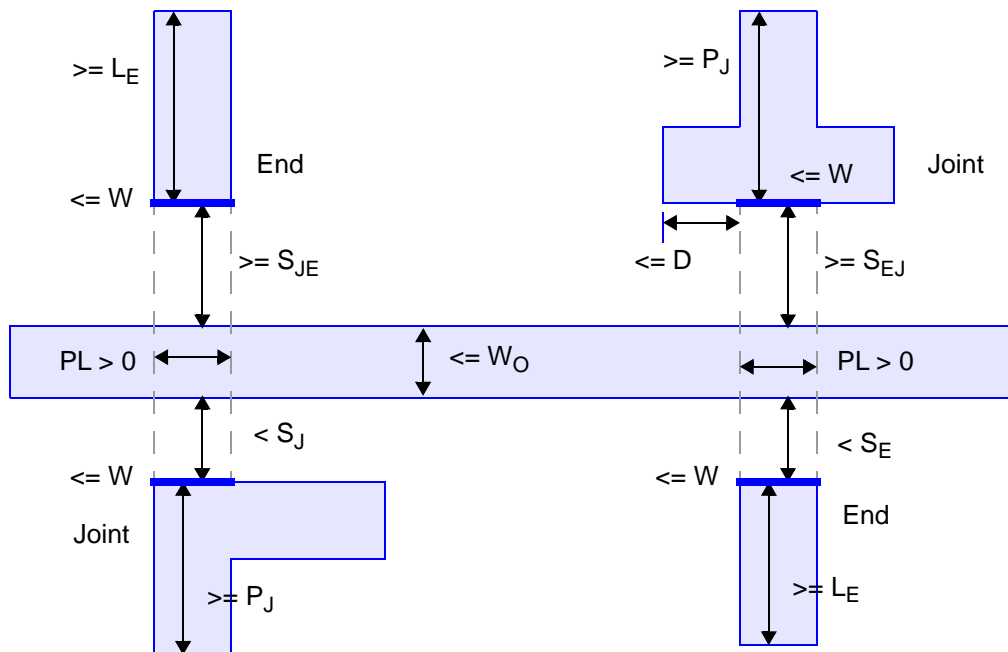 >= L_E
>= P_J
End
Joint
<= W
<= W
>= S_JE
<= D
>= S_EJ
PL > 0
<= W_O
PL > 0
< S_J
< S_E
<= W
<= W
Joint
End
>= P_J
>= L_E